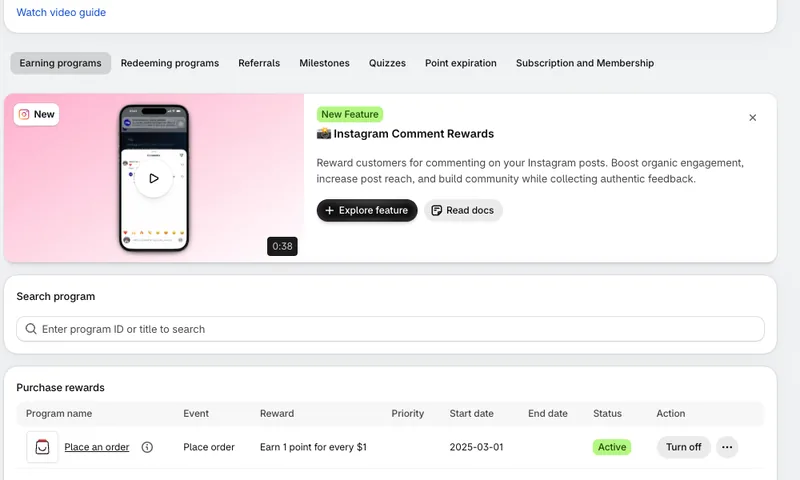 Watch video guide
Earning programs Redeeming programs Referrals Milestones Quizzes Point expiration Subscription and Membership
New
0:38
New Feature
📸 Instagram Comment Rewards
Reward customers for commenting on your Instagram posts. Boost organic engagement,
increase post reach, and build community while collecting authentic feedback.
+ Explore feature Read docs
Search program
Enter program ID or title to search
Purchase rewards
Program name Event Reward Priority Start date End date Status Action
Place an order Place order Earn 1 point for every $1 2025-03-01 Active Turn off